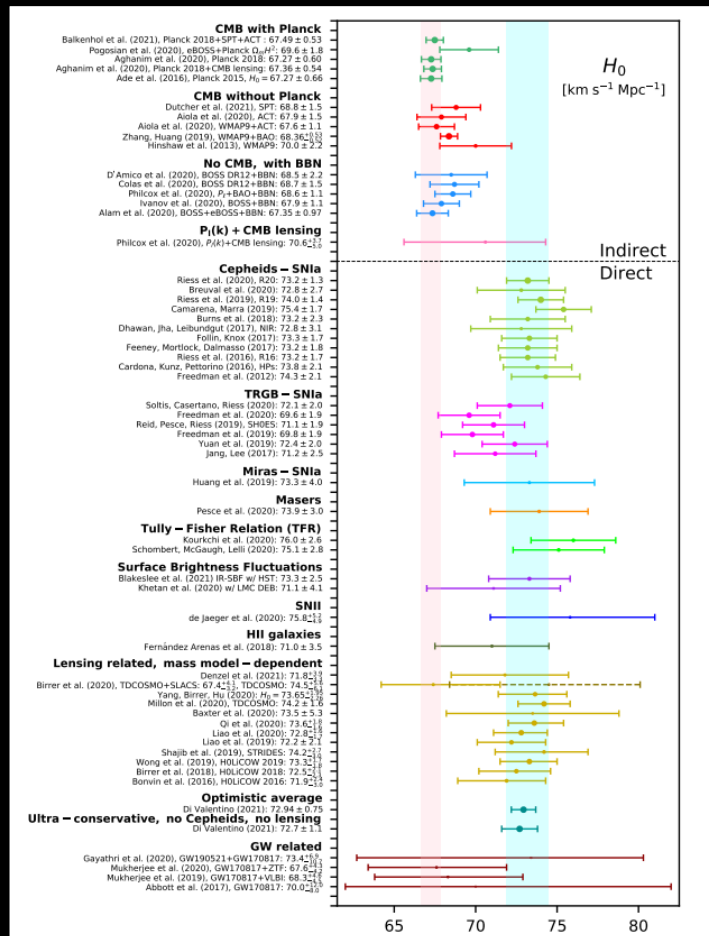 CMB with Planck
Balkenhol et al. (2021), Planck 2018+SPT+ACT : 67.49 ± 0.53
Pogosian et al. (2020), eBOSS+Planck Ω_mH²: 69.6 ± 1.8
Aghanim et al. (2020), Planck 2018: 67.27 ± 0.60
Aghanim et al. (2020), Planck 2018+CMB lensing: 67.36 ± 0.54
Ade et al. (2016), Planck 2015, H₀ = 67.27 ± 0.66
H₀
[km s⁻¹ Mpc⁻¹]
CMB without Planck
Dutcher et al. (2021), SPT: 68.8 ± 1.5
Aiola et al. (2020), ACT: 67.9 ± 1.5
Aiola et al. (2020), WMAP9+ACT: 67.6 ± 1.1
Zhang, Huang (2019), WMAP9+BAO: 68.36
Hinshaw et al. (2013), WMAP9: 70.0 ± 2.2
No CMB, with BBN
D'Amico et al. (2020), BOSS DR12+BBN: 68.5 ± 2.2
Colas et al. (2020), BOSS DR12+BBN: 68.7 ± 1.5
Philcox et al. (2020), P_l+BAO+BBN: 68.6 ± 1.1
Ivanov et al. (2020), BOSS+BBN: 67.9 ± 1.1
Alam et al. (2020), BOSS+eBOSS+BBN: 67.35 ± 0.97
P_l(k) + CMB lensing
Philcox et al. (2020), P_l(k)+CMB lensing: 70.6 +3.7 −5.0
Indirect
Direct
Cepheids − SNIa
Riess et al. (2020), R20: 73.2 ± 1.3
Breuval et al. (2020): 72.8 ± 2.7
Riess et al. (2019), R19: 74.0 ± 1.4
Camarena, Marra (2019): 75.4 ± 1.7
Burns et al. (2018): 73.2 ± 2.3
Dhawan, Jha, Leibundgut (2017), NIR: 72.8 ± 3.1
Follin, Knox (2017): 73.3 ± 1.7
Feeney, Mortlock, Dalmasso (2017): 73.2 ± 1.8
Riess et al. (2016), R16: 73.2 ± 1.7
Cardona, Kunz, Pettorino (2016), HPs: 73.8 ± 2.1
Freedman et al. (2012): 74.3 ± 2.1
TRGB − SNIa
Soltis, Casertano, Riess (2020): 72.1 ± 2.0
Freedman et al. (2020): 69.6 ± 1.9
Reid, Pesce, Riess (2019), SH0ES: 71.1 ± 1.9
Freedman et al. (2019): 69.8 ± 1.9
Yuan et al. (2019): 72.4 ± 2.0
Jang, Lee (2017): 71.2 ± 2.5
Miras − SNIa
Huang et al. (2019): 73.3 ± 4.0
Masers
Pesce et al. (2020): 73.9 ± 3.0
Tully − Fisher Relation (TFR)
Kourkchi et al. (2020): 76.0 ± 2.6
Schombert, McGaugh, Lelli (2020): 75.1 ± 2.8
Surface Brightness Fluctuations
Blakeslee et al. (2021) IR-SBF w/ HST: 73.3 ± 2.5
Khetan et al. (2020) w/ LMC DEB: 71.1 ± 4.1
SNII
de Jaeger et al. (2020): 75.8 +5.2 −4.9
HII galaxies
Fernández Arenas et al. (2018): 71.0 ± 3.5
Lensing related, mass model − dependent
Denzel et al. (2021): 71.8
Birrer et al. (2020), TDCOSMO+SLACS: 67.4, TDCOSMO: 74.5
Yang, Birrer, Hu (2020): H₀ = 73.65
Millon et al. (2020), TDCOSMO: 74.2 ± 1.6
Baxter et al. (2020): 73.5 ± 5.3
Qi et al. (2020): 73.6
Liao et al. (2020): 72.8
Liao et al. (2019): 72.2 ± 2.1
Shajib et al. (2019), STRIDES: 74.2
Wong et al. (2019), H0LiCOW 2019: 73.3
Birrer et al. (2018), H0LiCOW 2018: 72.5
Bonvin et al. (2016), H0LiCOW 2016: 71.9
Optimistic average
Di Valentino (2021): 72.94 ± 0.75
Ultra − conservative, no Cepheids, no lensing
Di Valentino (2021): 72.7 ± 1.1
GW related
Gayathri et al. (2020), GW190521+GW170817: 73.4 +6.9 −10.7
Mukherjee et al. (2020), GW170817+ZTF: 67.6
Mukherjee et al. (2019), GW170817+VLBI: 68.3
Abbott et al. (2017), GW170817: 70.0 +12.0 −8.0
65 70 75 80